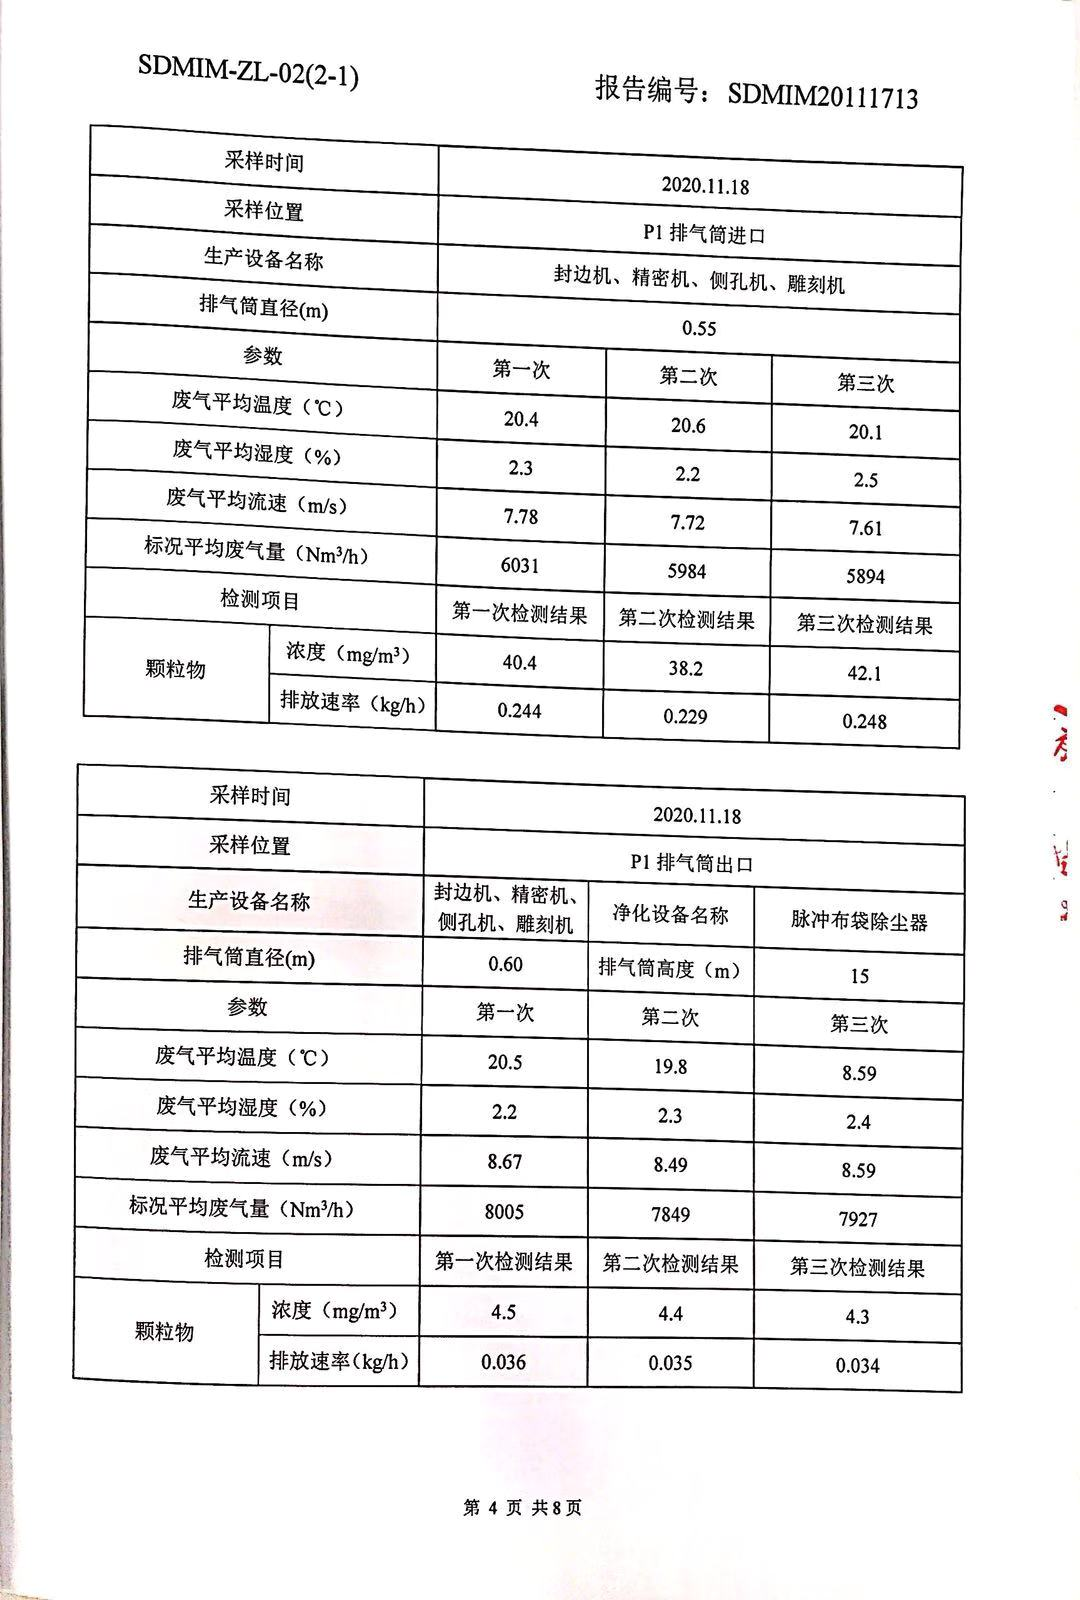 SDMIM-ZL-02(2-1)
报告编号：SDMIM20111713
采样时间 2020.11.18
采样位置 P1 排气筒进口
生产设备名称 封边机、精密机、侧孔机、雕刻机
排气筒直径(m) 0.55
参数 第一次 第二次 第三次
废气平均温度（℃） 20.4 20.6 20.1
废气平均湿度（%） 2.3 2.2 2.5
废气平均流速（m/s） 7.78 7.72 7.61
标况平均废气量（Nm³/h） 6031 5984 5894
检测项目 第一次检测结果 第二次检测结果 第三次检测结果
颗粒物 浓度（mg/m³） 40.4 38.2 42.1
排放速率（kg/h） 0.244 0.229 0.248
采样时间 2020.11.18
采样位置 P1 排气筒出口
生产设备名称 封边机、精密机、侧孔机、雕刻机 净化设备名称 脉冲布袋除尘器
排气筒直径(m) 0.60 排气筒高度（m） 15
参数 第一次 第二次 第三次
废气平均温度（℃） 20.5 19.8 8.59
废气平均湿度（%） 2.2 2.3 2.4
废气平均流速（m/s） 8.67 8.49 8.59
标况平均废气量（Nm³/h） 8005 7849 7927
检测项目 第一次检测结果 第二次检测结果 第三次检测结果
颗粒物 浓度（mg/m³） 4.5 4.4 4.3
排放速率（kg/h） 0.036 0.035 0.034
第 4 页 共8页